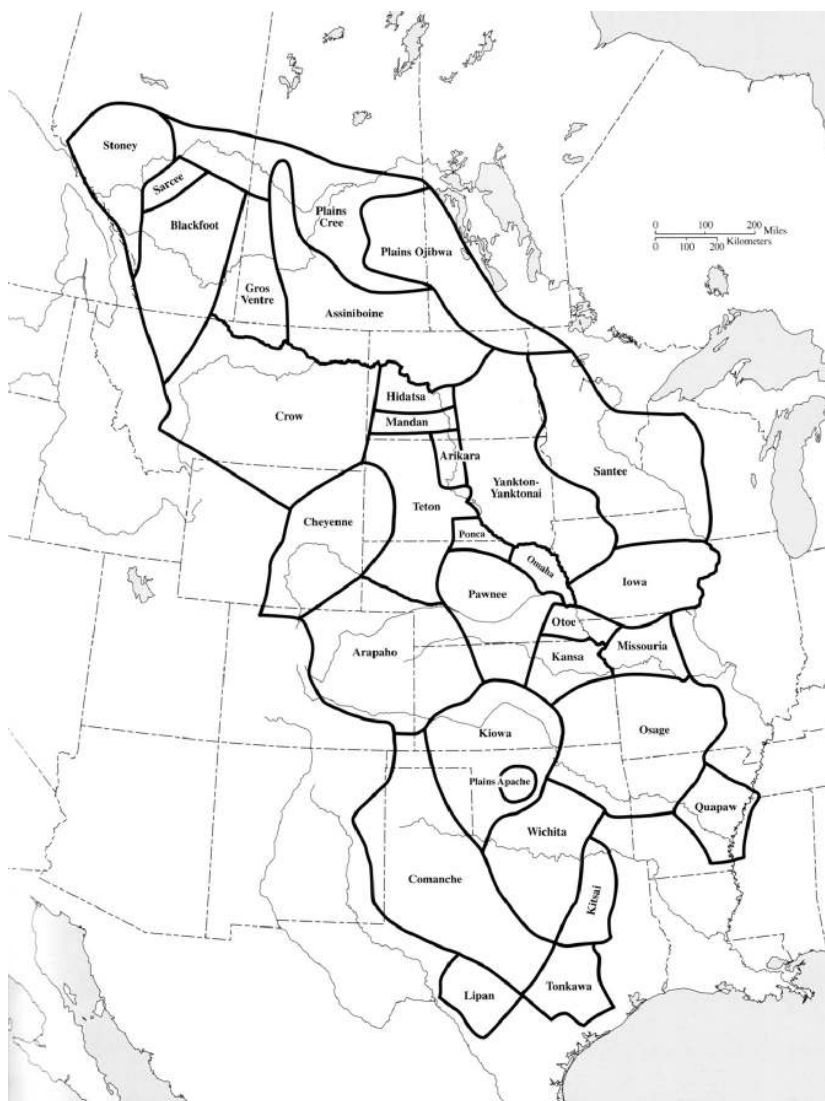 Stoney
Sarcee
Blackfoot
Plains
Cree
Plains Ojibwa
0 100 200
Miles
0 100 200
Kilometers
Gros
Ventre
Assiniboine
Hidatsa
Crow
Mandan
Arikara
Santee
Yankton-
Yanktonai
Teton
Cheyenne
Ponca
Omaha
Iowa
Pawnee
Otoe
Arapaho
Kansa
Missouria
Kiowa
Osage
Plains Apache
Quapaw
Wichita
Comanche
Kitsai
Lipan
Tonkawa